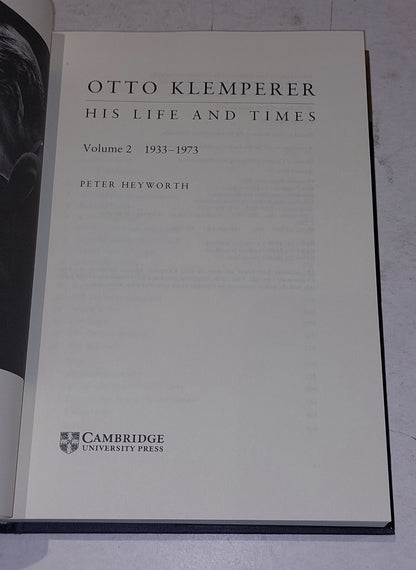 OTTO KLEMPERER
HIS LIFE AND TIMES
Volume 2 1933–1973
PETER HEYWORTH
CAMBRIDGE
UNIVERSITY PRESS